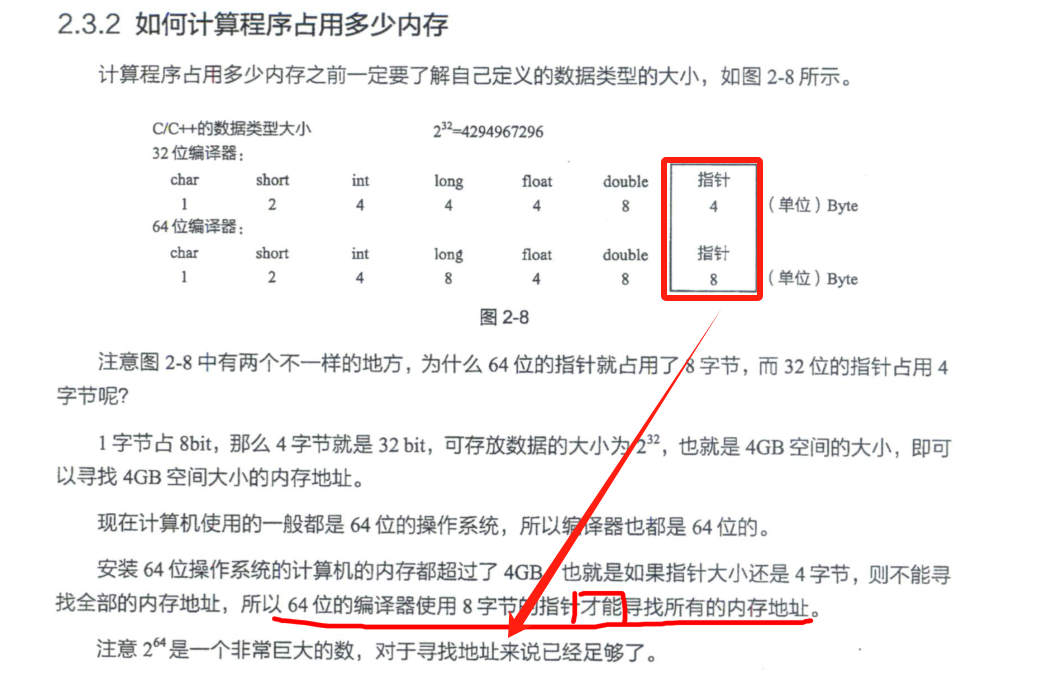 2.3.2 如何计算程序占用多少内存
计算程序占用多少内存之前一定要了解自己定义的数据类型的大小，如图 2-8 所示。
C/C++的数据类型大小 2³²=4294967296
32 位编译器：
char short int long float double 指针
1 2 4 4 4 8 4 （单位）Byte
64 位编译器：
char short int long float double 指针
1 2 4 8 4 8 8 （单位）Byte
图 2-8
注意图 2-8 中有两个不一样的地方，为什么 64 位的指针就占用了 8 字节，而 32 位的指针占用 4
字节呢？
1 字节占 8bit，那么 4 字节就是 32 bit，可存放数据的大小为 2³²，也就是 4GB 空间的大小，即可
以寻找 4GB 空间大小的内存地址。
现在计算机使用的一般都是 64 位的操作系统，所以编译器也都是 64 位的。
安装 64 位操作系统的计算机的内存都超过了 4GB，也就是如果指针大小还是 4 字节，则不能寻
找全部的内存地址，所以 64 位的编译器使用 8 字节的指针才能寻找所有的内存地址。
注意 2⁶⁴ 是一个非常巨大的数，对于寻找地址来说已经足够了。